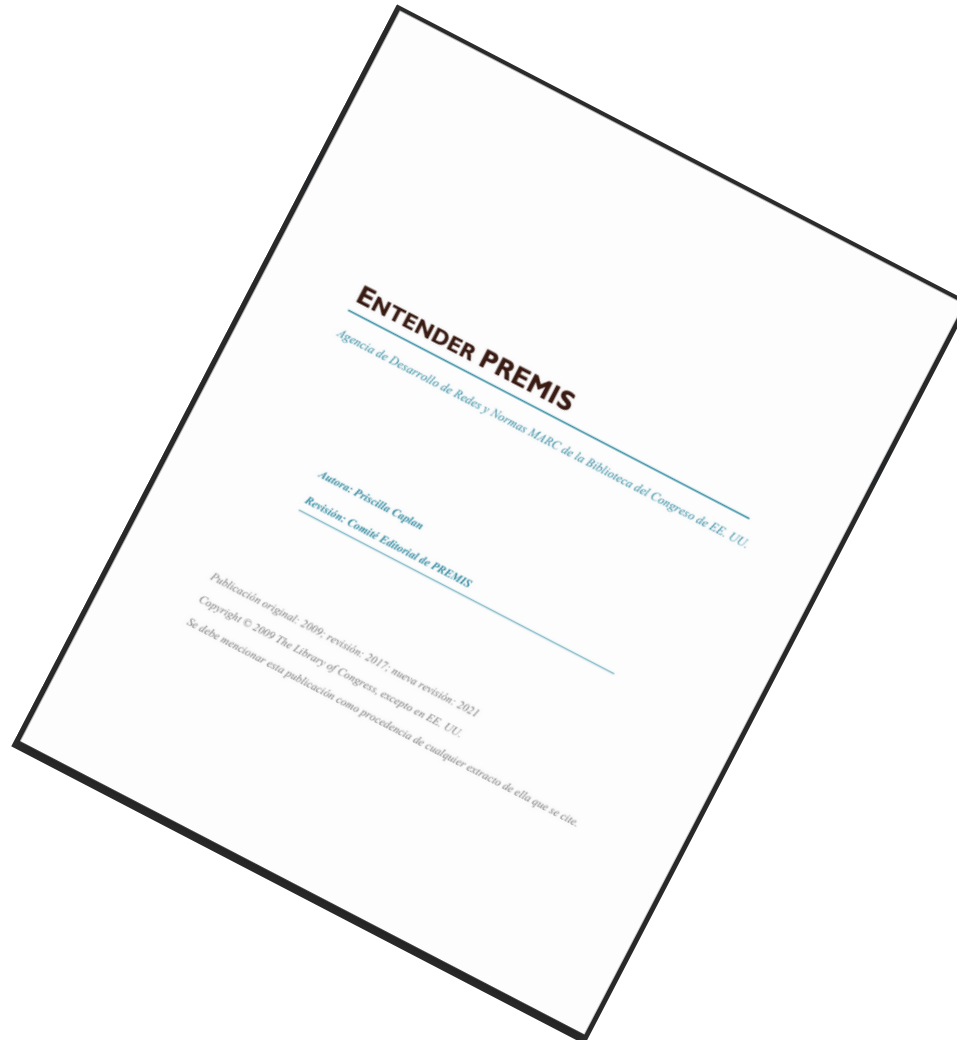 ENTENDER PREMIS
Agencia de Desarrollo de Redes y Normas MARC de la Biblioteca del Congreso de EE. UU.
Autora: Priscilla Caplan
Revisión: Comité Editorial de PREMIS
Publicación original: 2009; revisión: 2017; nueva revisión: 2021
Copyright © 2009 The Library of Congress, excepto en EE. UU.
Se debe mencionar esta publicación como procedencia de cualquier extracto de ella que se cite.